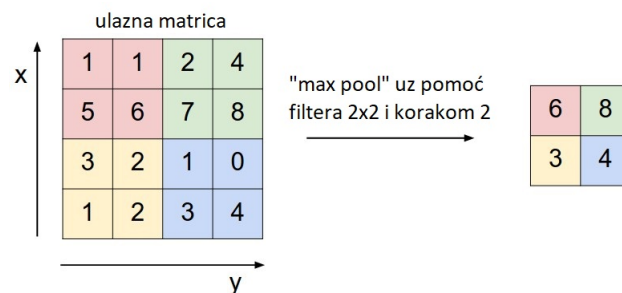 ulazna matrica
x
1 1 2 4
5 6 7 8
3 2 1 0
1 2 3 4
y
"max pool" uz pomoć
filtera 2x2 i korakom 2
6 8
3 4